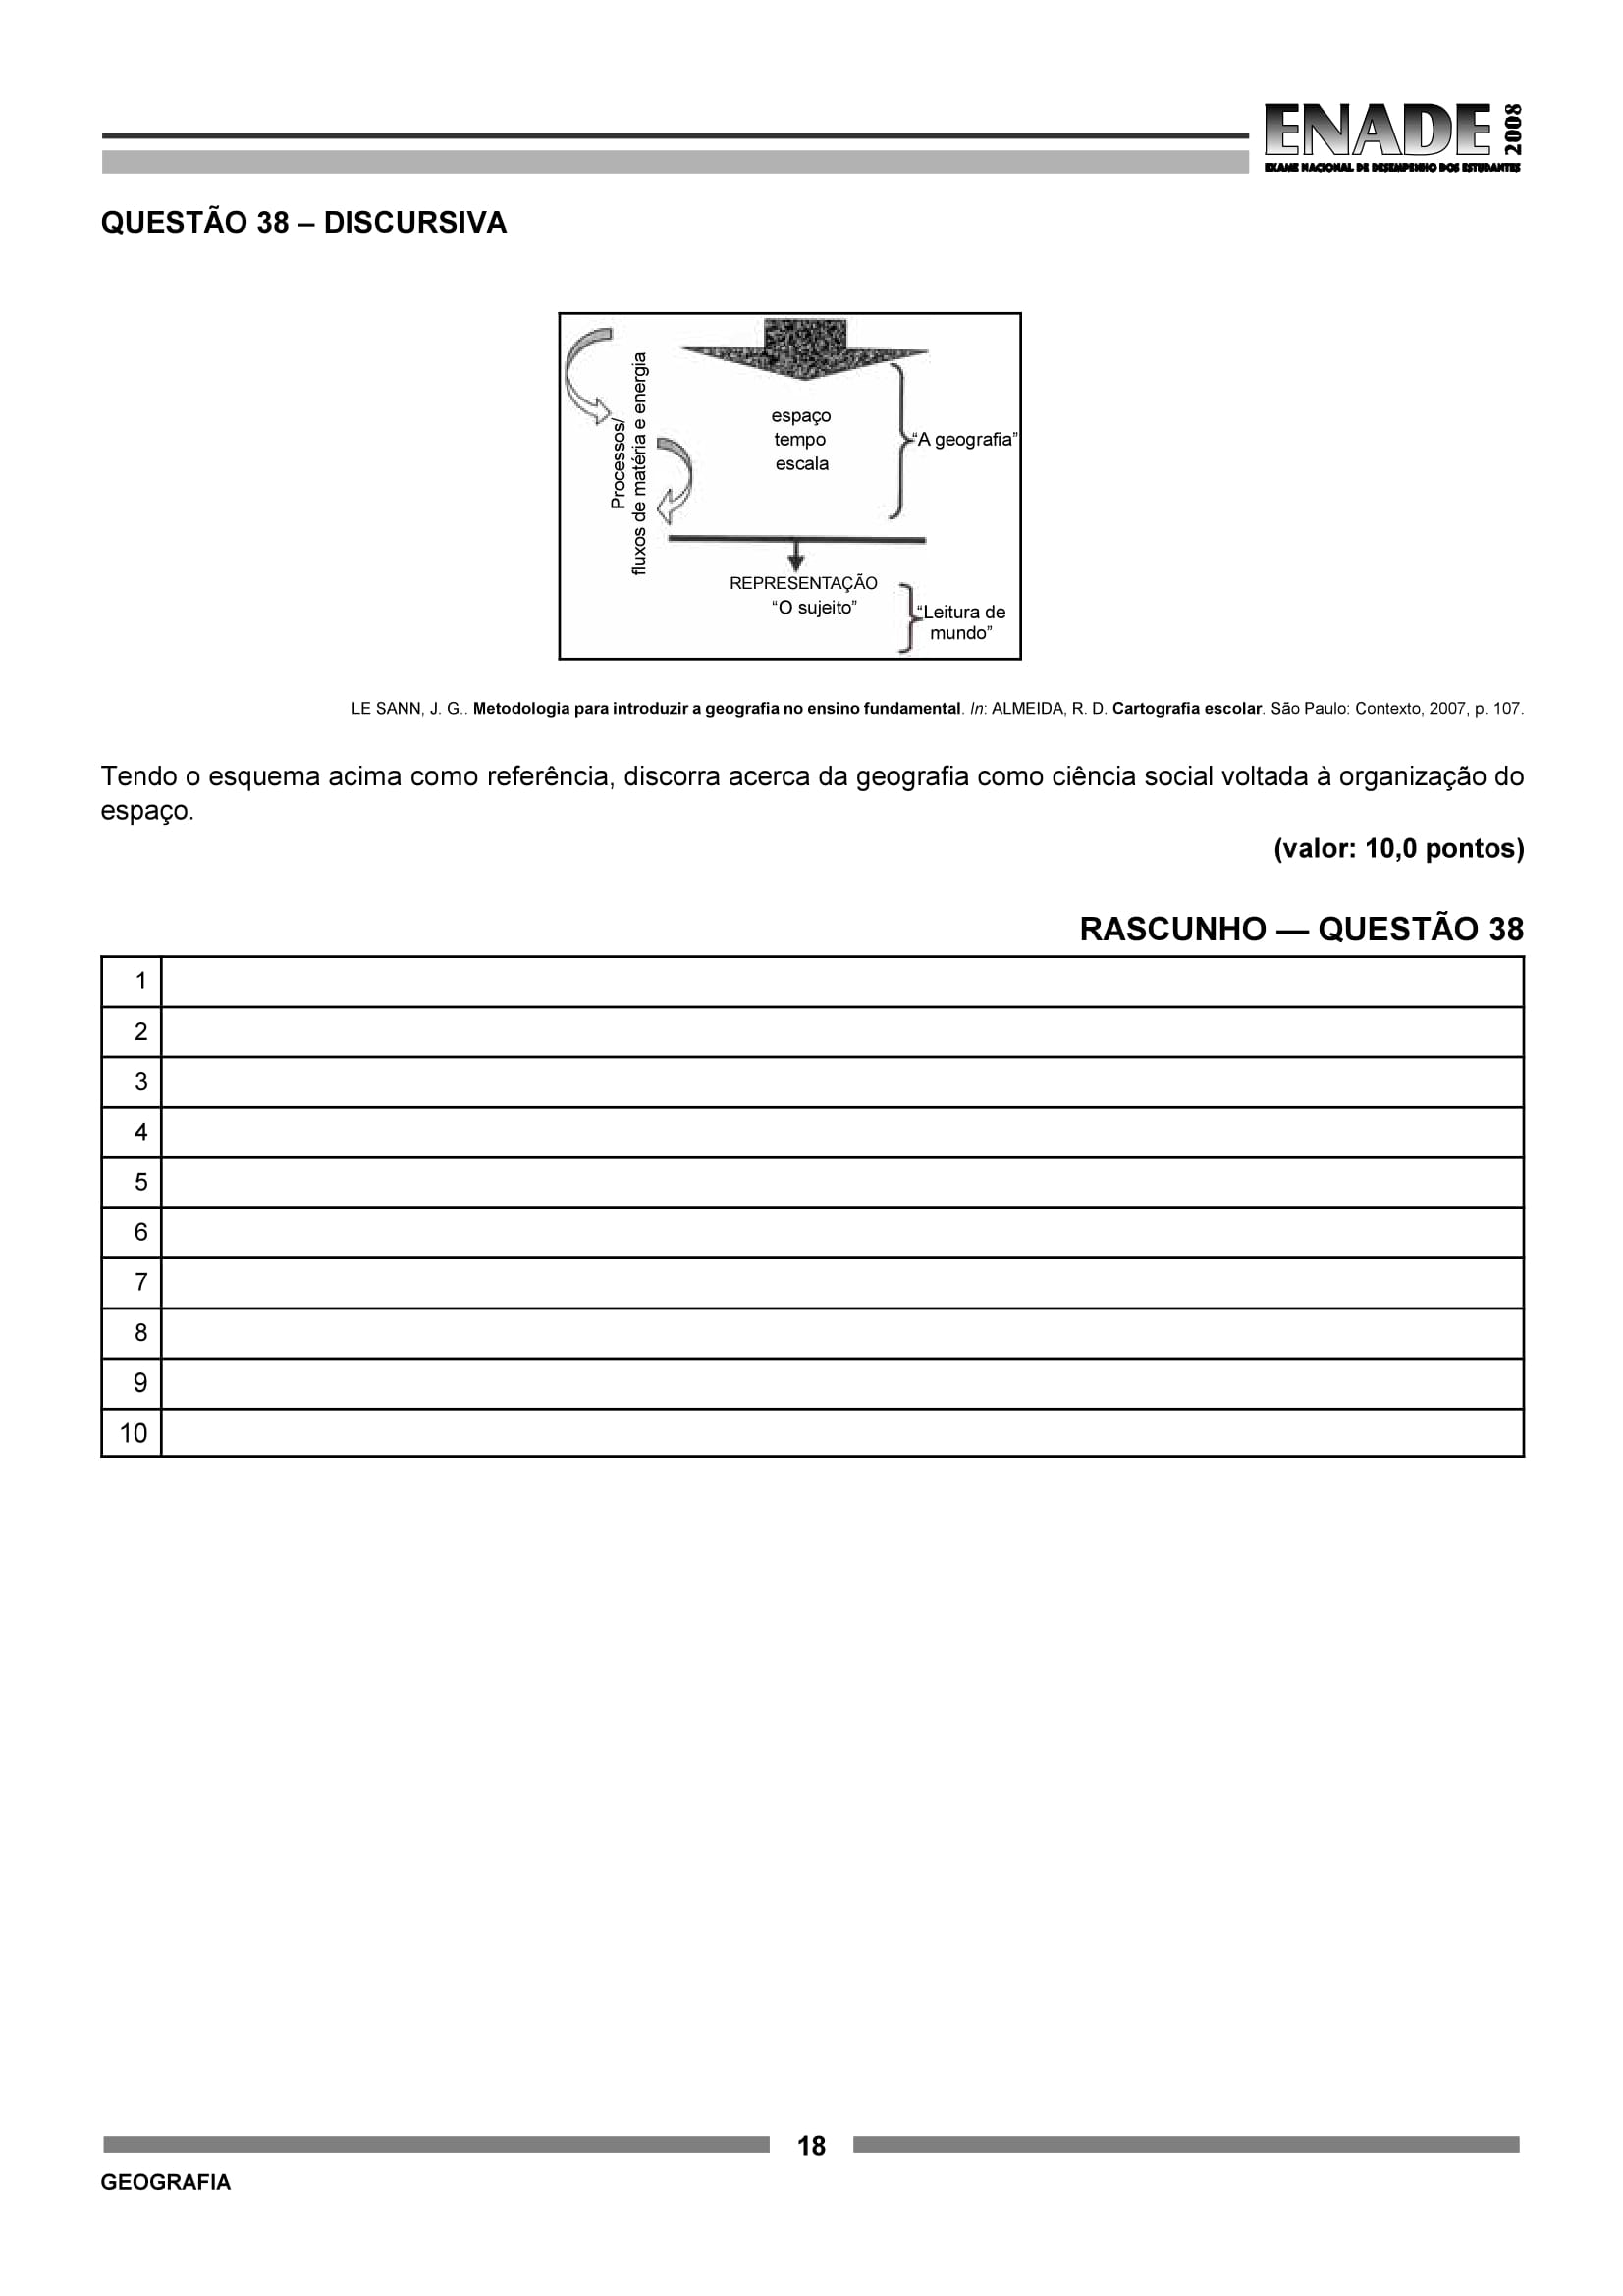 ENADE 2008
EXAME NACIONAL DE DESEMPENHO DOS ESTUDANTES
QUESTÃO 38 – DISCURSIVA
Processos/
fluxos de matéria e energia
espaço
tempo
escala
“A geografia”
REPRESENTAÇÃO
“O sujeito”
“Leitura de
mundo”
LE SANN, J. G.. Metodologia para introduzir a geografia no ensino fundamental. In: ALMEIDA, R. D. Cartografia escolar. São Paulo: Contexto, 2007, p. 107.
Tendo o esquema acima como referência, discorra acerca da geografia como ciência social voltada à organização do
espaço.
(valor: 10,0 pontos)
RASCUNHO — QUESTÃO 38
1
2
3
4
5
6
7
8
9
10
18
GEOGRAFIA